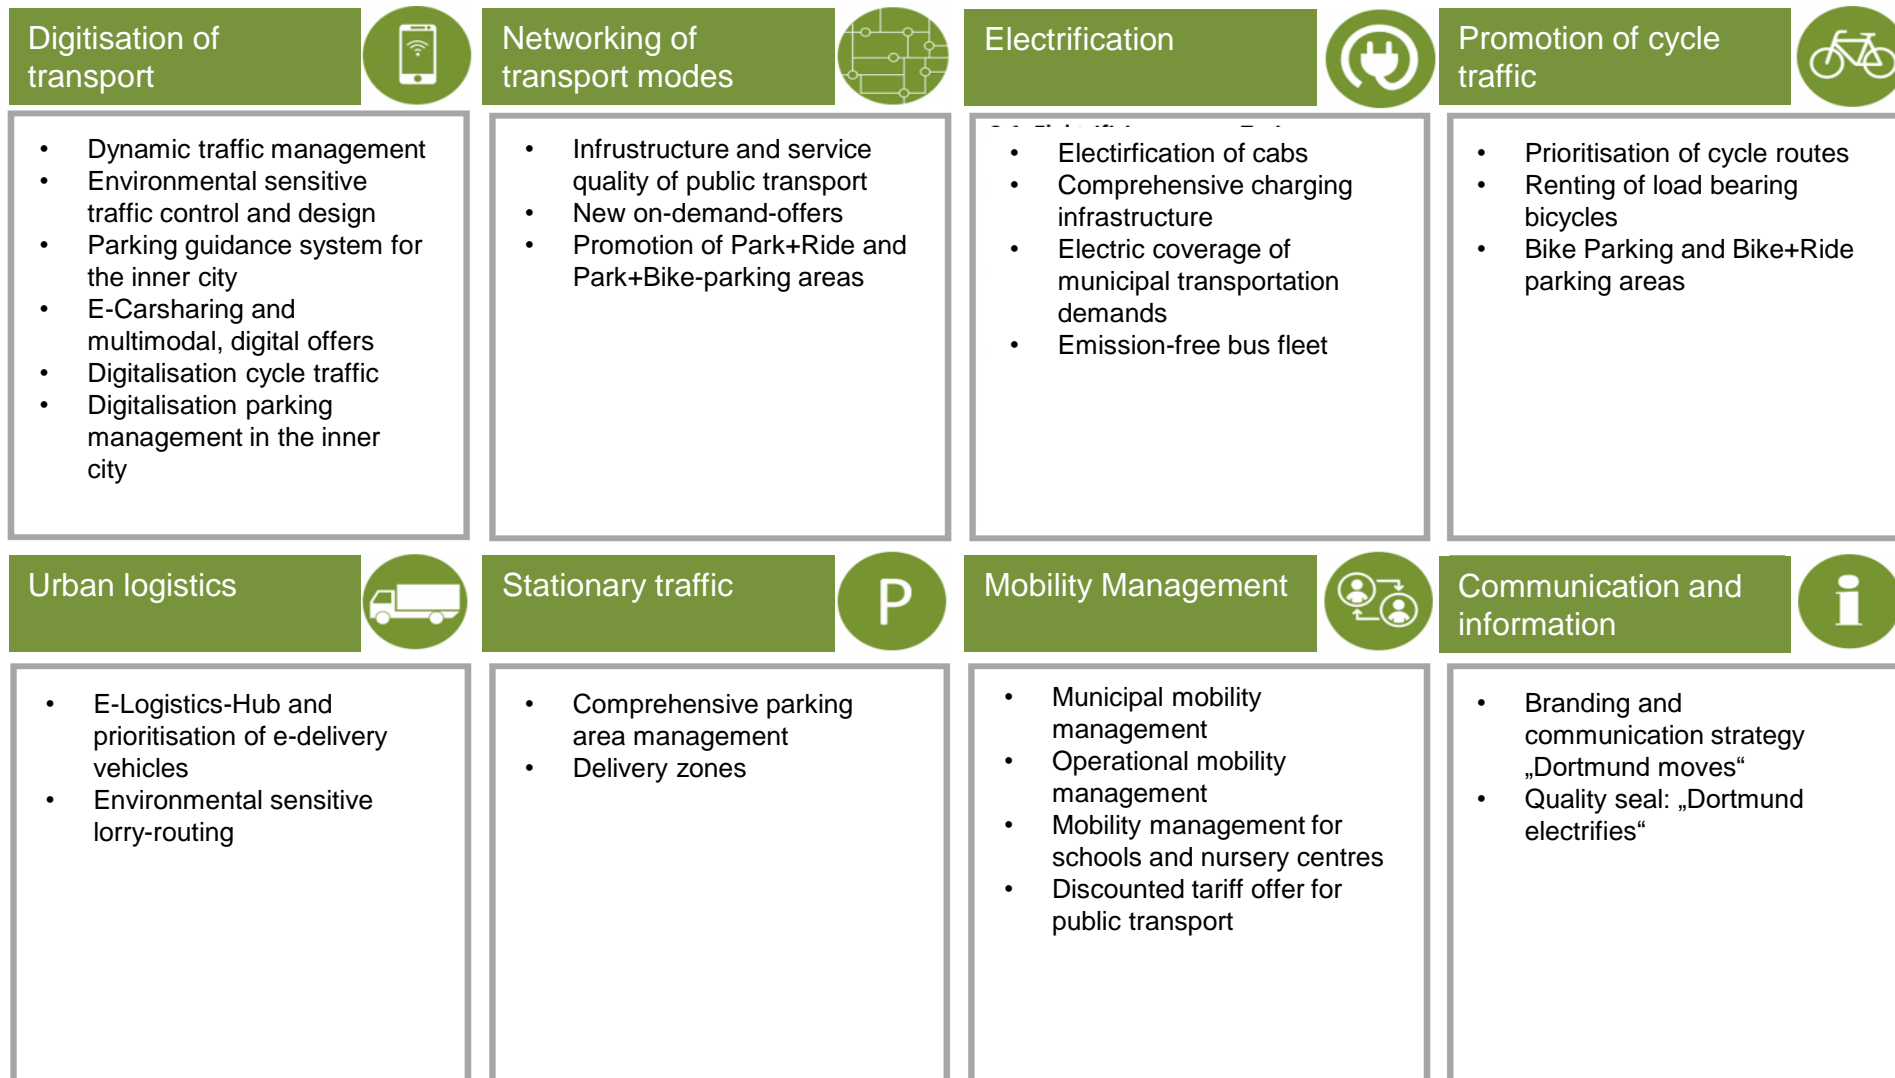 Digitisation of
transport
• Dynamic traffic management
• Environmental sensitive
traffic control and design
• Parking guidance system for
the inner city
• E-Carsharing and
multimodal, digital offers
• Digitalisation cycle traffic
• Digitalisation parking
management in the inner
city
Networking of
transport modes
• Infrustructure and service
quality of public transport
• New on-demand-offers
• Promotion of Park+Ride and
Park+Bike-parking areas
Electrification
• Electirfication of cabs
• Comprehensive charging
infrastructure
• Electric coverage of
municipal transportation
demands
• Emission-free bus fleet
Promotion of cycle
traffic
• Prioritisation of cycle routes
• Renting of load bearing
bicycles
• Bike Parking and Bike+Ride
parking areas
Urban logistics
• E-Logistics-Hub and
prioritisation of e-delivery
vehicles
• Environmental sensitive
lorry-routing
Stationary traffic
P
• Comprehensive parking
area management
• Delivery zones
Mobility Management
• Municipal mobility
management
• Operational mobility
management
• Mobility management for
schools and nursery centres
• Discounted tariff offer for
public transport
Communication and
information
i
• Branding and
communication strategy
„Dortmund moves“
• Quality seal: „Dortmund
electrifies“